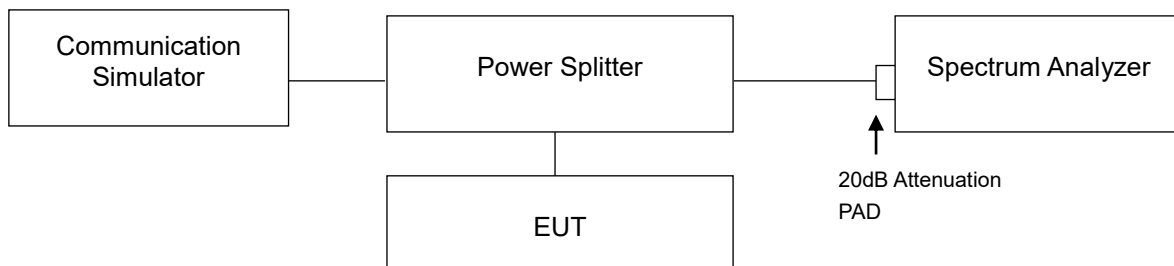 Communication
Simulator
Power Splitter
Spectrum Analyzer
20dB Attenuation
PAD
EUT